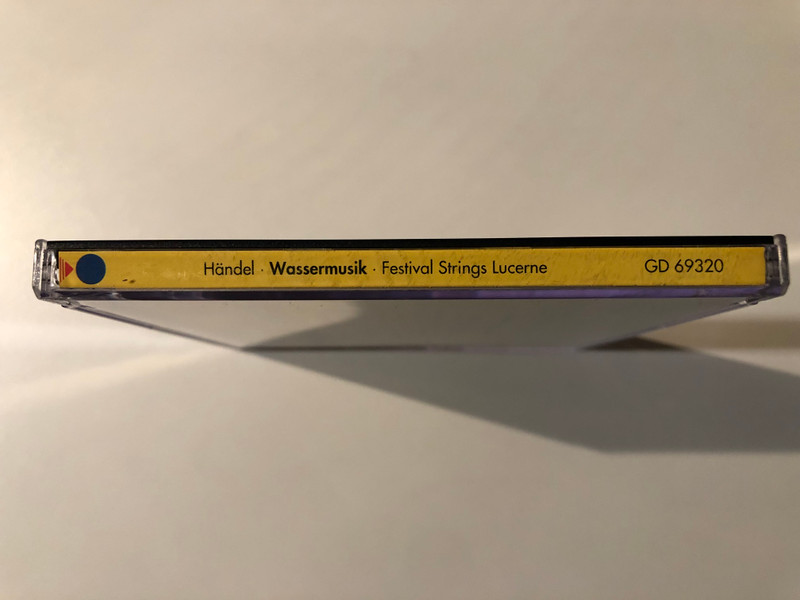 Händel · Wassermusik · Festival Strings Lucerne GD 69320